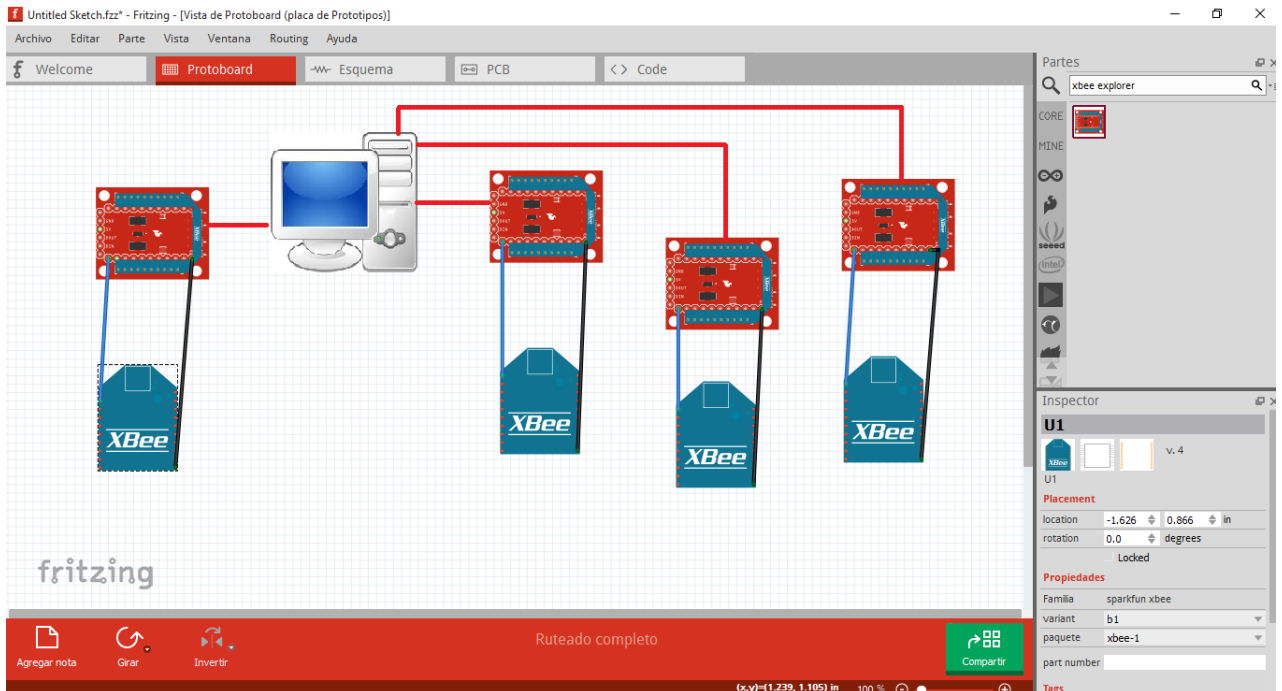 Untitled Sketch.fzz* - Fritzing - [Vista de Protoboard (placa de Prototipos)]
Archivo Editar Parte Vista Ventana Routing Ayuda
Welcome Protoboard Esquema PCB Code
Partes
xbee explorer
CORE
MINE
seeed
intel
XBee
XBee
XBee
XBee
fritzing
Inspector
U1
XBee
v. 4
U1
Placement
location -1.626 0.866 in
rotation 0.0 degrees
Locked
Propiedades
Familia sparkfun xbee
variant b1
paquete xbee-1
part number
Tags
Agregar nota Girar Invertir
Ruteado completo
Compartir
(x,y)=(1.239, 1.105) in 100 %